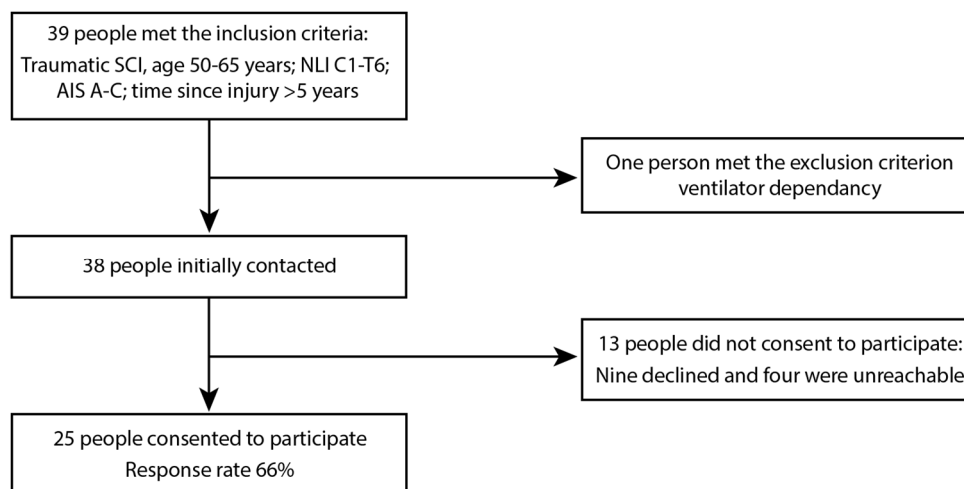 39 people met the inclusion criteria:
Traumatic SCI, age 50-65 years; NLI C1-T6;
AIS A-C; time since injury >5 years
One person met the exclusion criterion
ventilator dependancy
38 people initially contacted
13 people did not consent to participate:
Nine declined and four were unreachable
25 people consented to participate
Response rate 66%